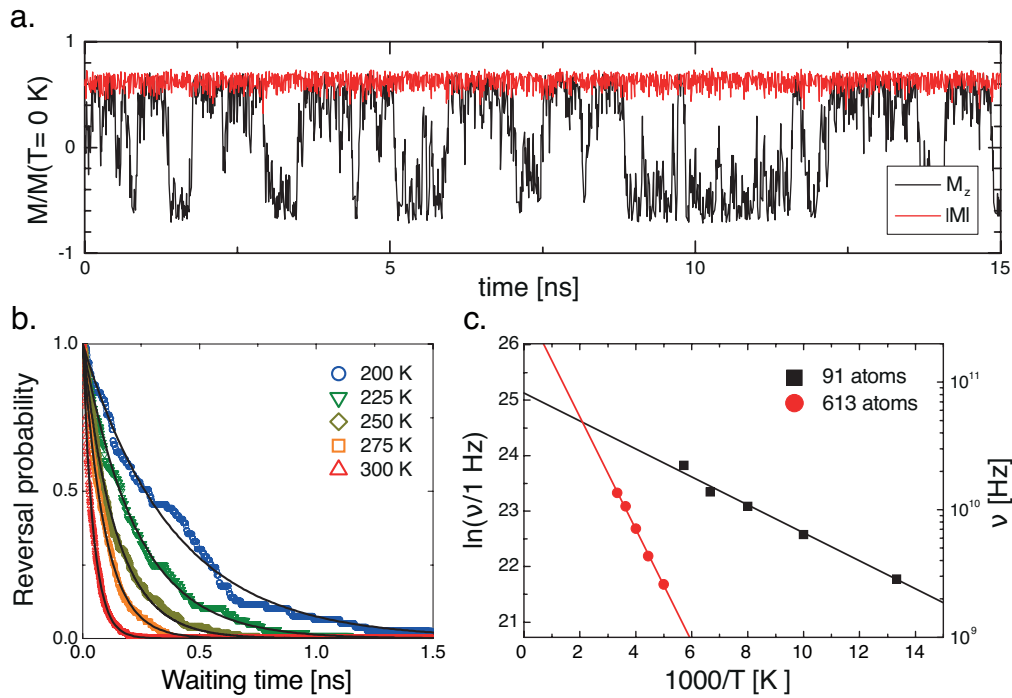 a.
M/M(T= 0 K)
1
0
-1
0
5
10
15
time [ns]
M_z
|M|
b.
Reversal probability
1.0
0.5
0.0
0.0
0.5
1.0
1.5
Waiting time [ns]
200 K
225 K
250 K
275 K
300 K
c.
ln(ν/1 Hz)
26
25
24
23
22
21
0
2
4
6
8
10
12
14
1000/T [K]
91 atoms
613 atoms
10^11
10^10
10^9
ν [Hz]